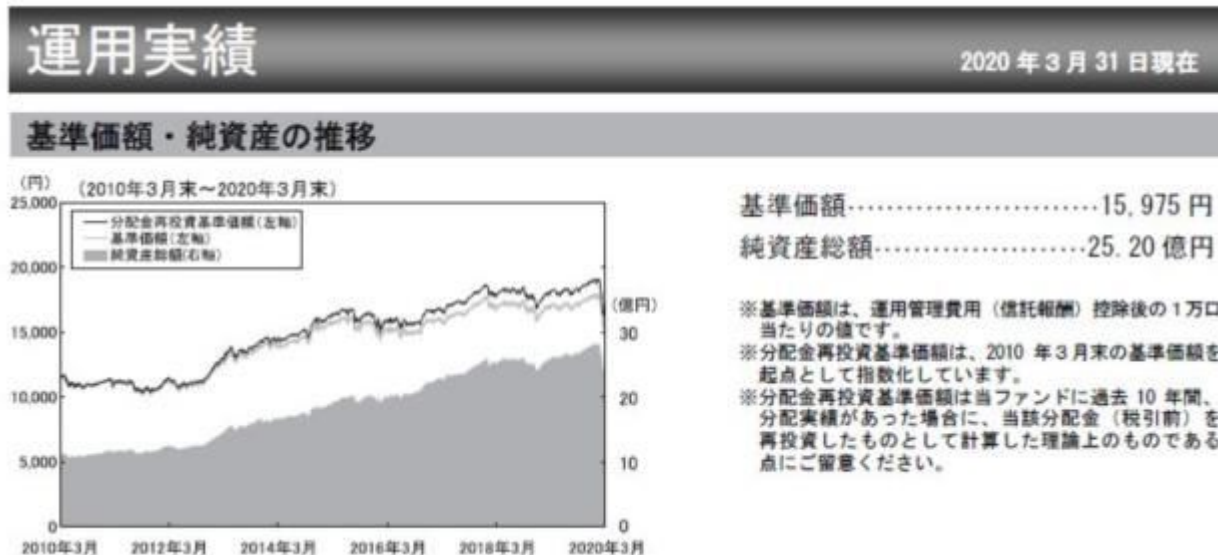 運用実績
2020年3月31日現在
基準価額・純資産の推移
(円)
(2010年3月末～2020年3月末)
25,000
20,000
15,000
10,000
5,000
0
分配金再投資基準価額(左軸)
基準価額(左軸)
純資産総額(右軸)
(億円)
30
20
10
0
2010年3月 2012年3月 2014年3月 2016年3月 2018年3月 2020年3月
基準価額‥‥‥‥‥‥‥‥‥‥‥‥15,975円
純資産総額‥‥‥‥‥‥‥‥‥‥25.20億円
※基準価額は、運用管理費用（信託報酬）控除後の1万口
当たりの値です。
※分配金再投資基準価額は、2010 年3月末の基準価額を
起点として指数化しています。
※分配金再投資基準価額は当ファンドに過去 10 年間、
分配実績があった場合に、当該分配金（税引前）を
再投資したものとして計算した理論上のものである
点にご留意ください。